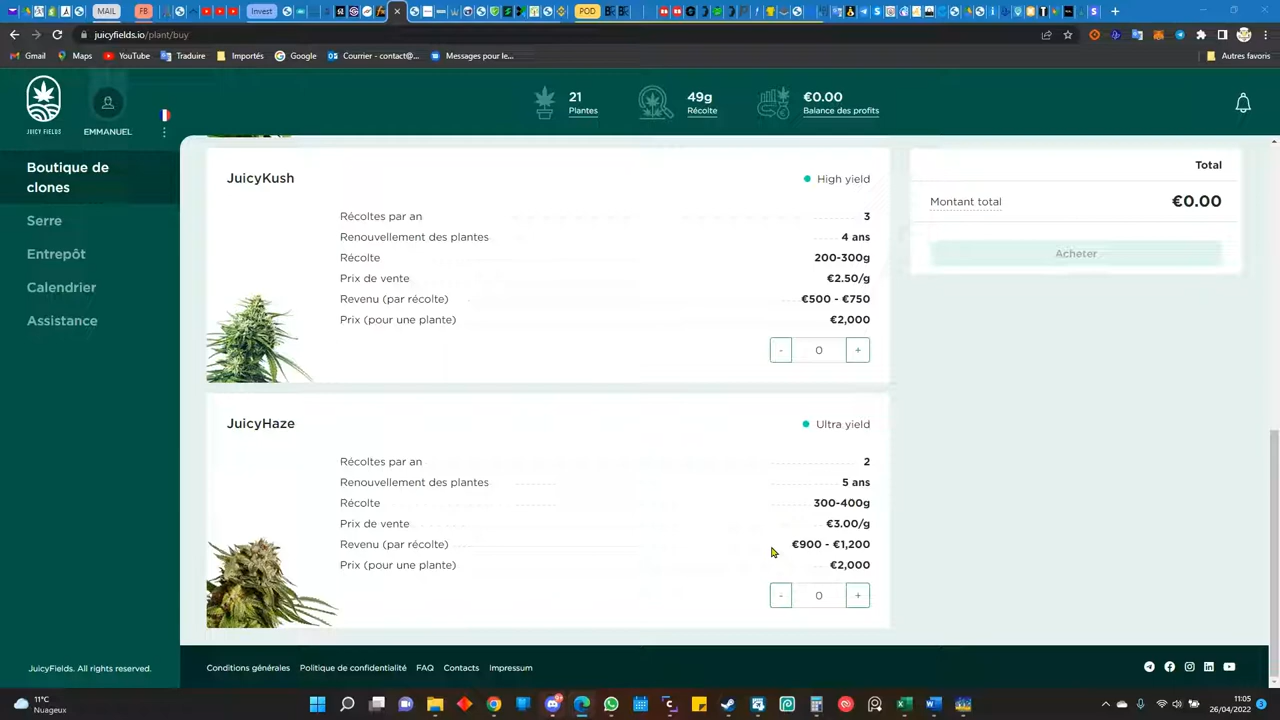 MAIL
FB
Invest
POD
juicyfields.io/plant/buy
Gmail
Maps
YouTube
Traduire
Importés
Google
Courrier - contact@...
Messages pour le...
Autres favoris
JUICY FIELDS
EMMANUEL
21
Plantes
49g
Récolte
€0.00
Balance des profits
Boutique de
clones
Serre
Entrepôt
Calendrier
Assistance
JuicyFields. All rights reserved.
JuicyKush
High yield
Récoltes par an 3
Renouvellement des plantes 4 ans
Récolte 200-300g
Prix de vente €2.50/g
Revenu (par récolte) €500 - €750
Prix (pour une plante) €2,000
- 0 +
JuicyHaze
Ultra yield
Récoltes par an 2
Renouvellement des plantes 5 ans
Récolte 300-400g
Prix de vente €3.00/g
Revenu (par récolte) €900 - €1,200
Prix (pour une plante) €2,000
- 0 +
Total
Montant total €0.00
Acheter
Conditions générales
Politique de confidentialité
FAQ
Contacts
Impressum
11°C
Nuageux
11:05
26/04/2022